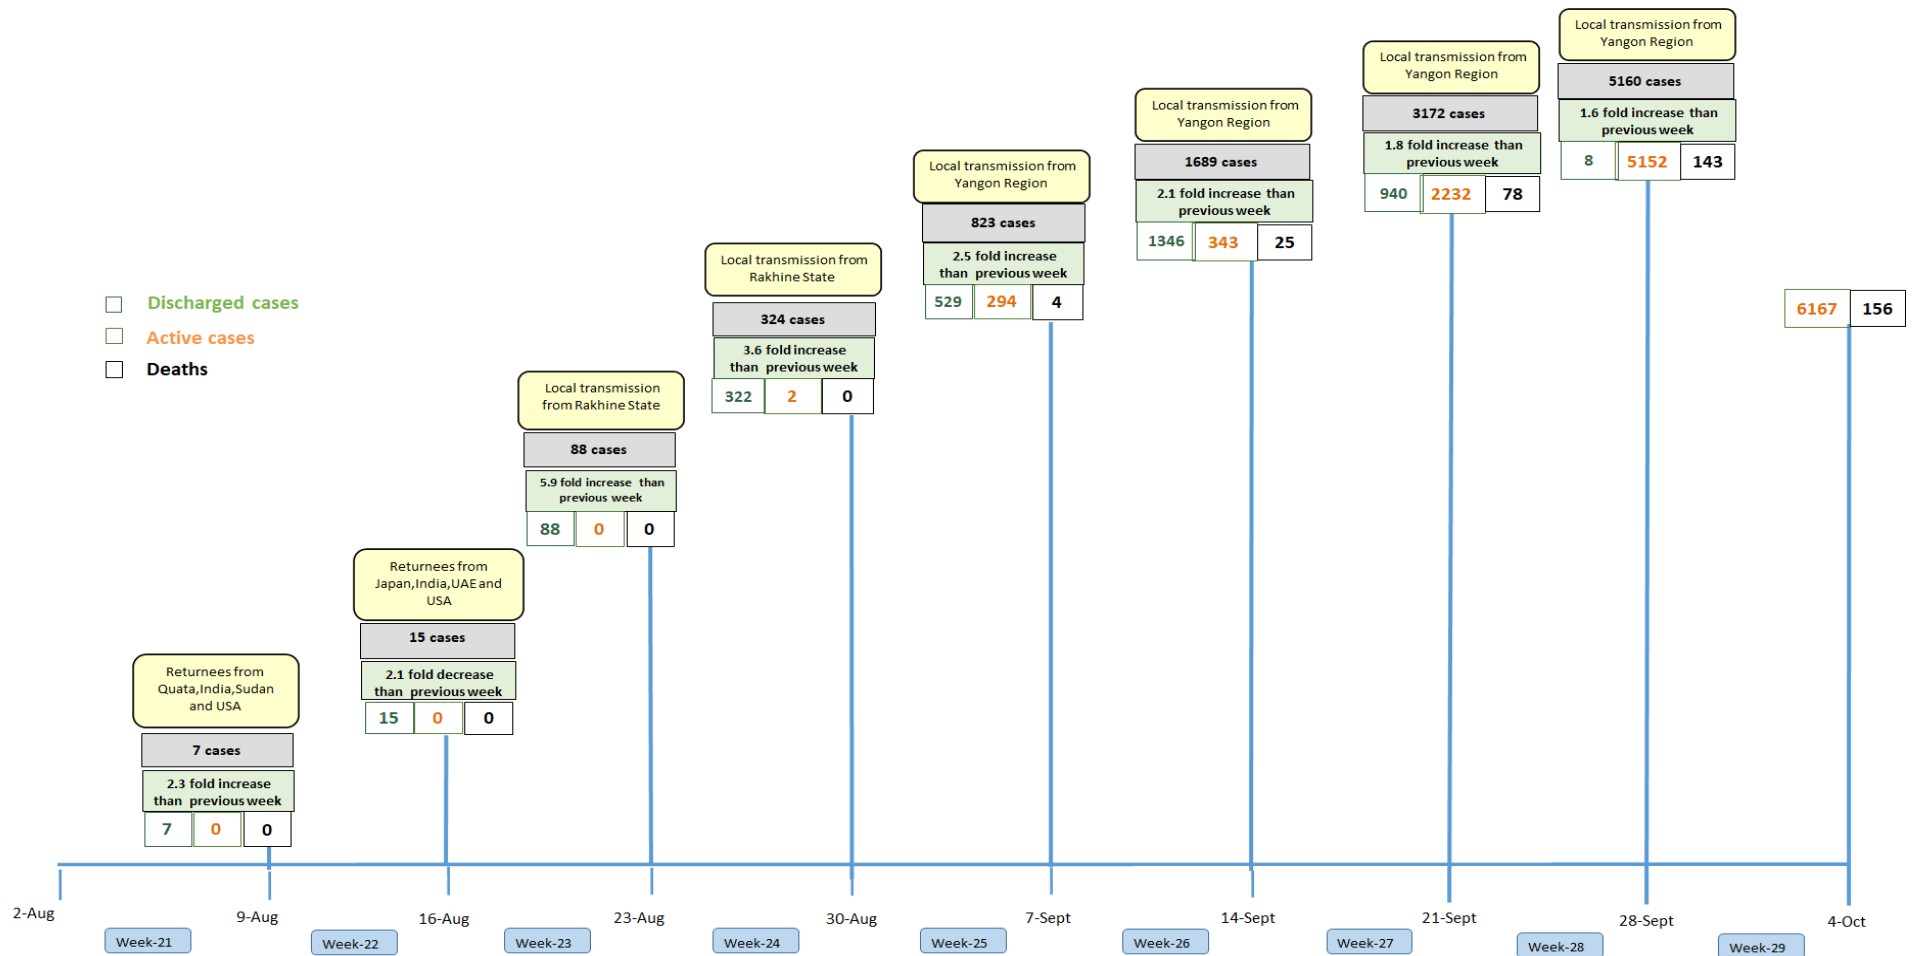 Local transmission from
Yangon Region
5160 cases
1.6 fold increase than
previous week
8 5152 143
Local transmission from
Yangon Region
3172 cases
1.8 fold increase than
previous week
940 2232 78
Local transmission from
Yangon Region
1689 cases
2.1 fold increase than
previous week
1346 343 25
Local transmission from
Yangon Region
823 cases
2.5 fold increase
than previous week
529 294 4
Local transmission from
Rakhine State
324 cases
3.6 fold increase
than previous week
322 2 0
Discharged cases
Active cases
Deaths
6167 156
Local transmission
from Rakhine State
88 cases
5.9 fold increase than
previous week
88 0 0
Returnees from
Japan,India,UAE and
USA
15 cases
2.1 fold decrease
than previous week
15 0 0
Returnees from
Quata,India,Sudan
and USA
7 cases
2.3 fold increase
than previous week
7 0 0
2-Aug 9-Aug 16-Aug 23-Aug 30-Aug 7-Sept 14-Sept 21-Sept 28-Sept 4-Oct
Week-21 Week-22 Week-23 Week-24 Week-25 Week-26 Week-27 Week-28 Week-29